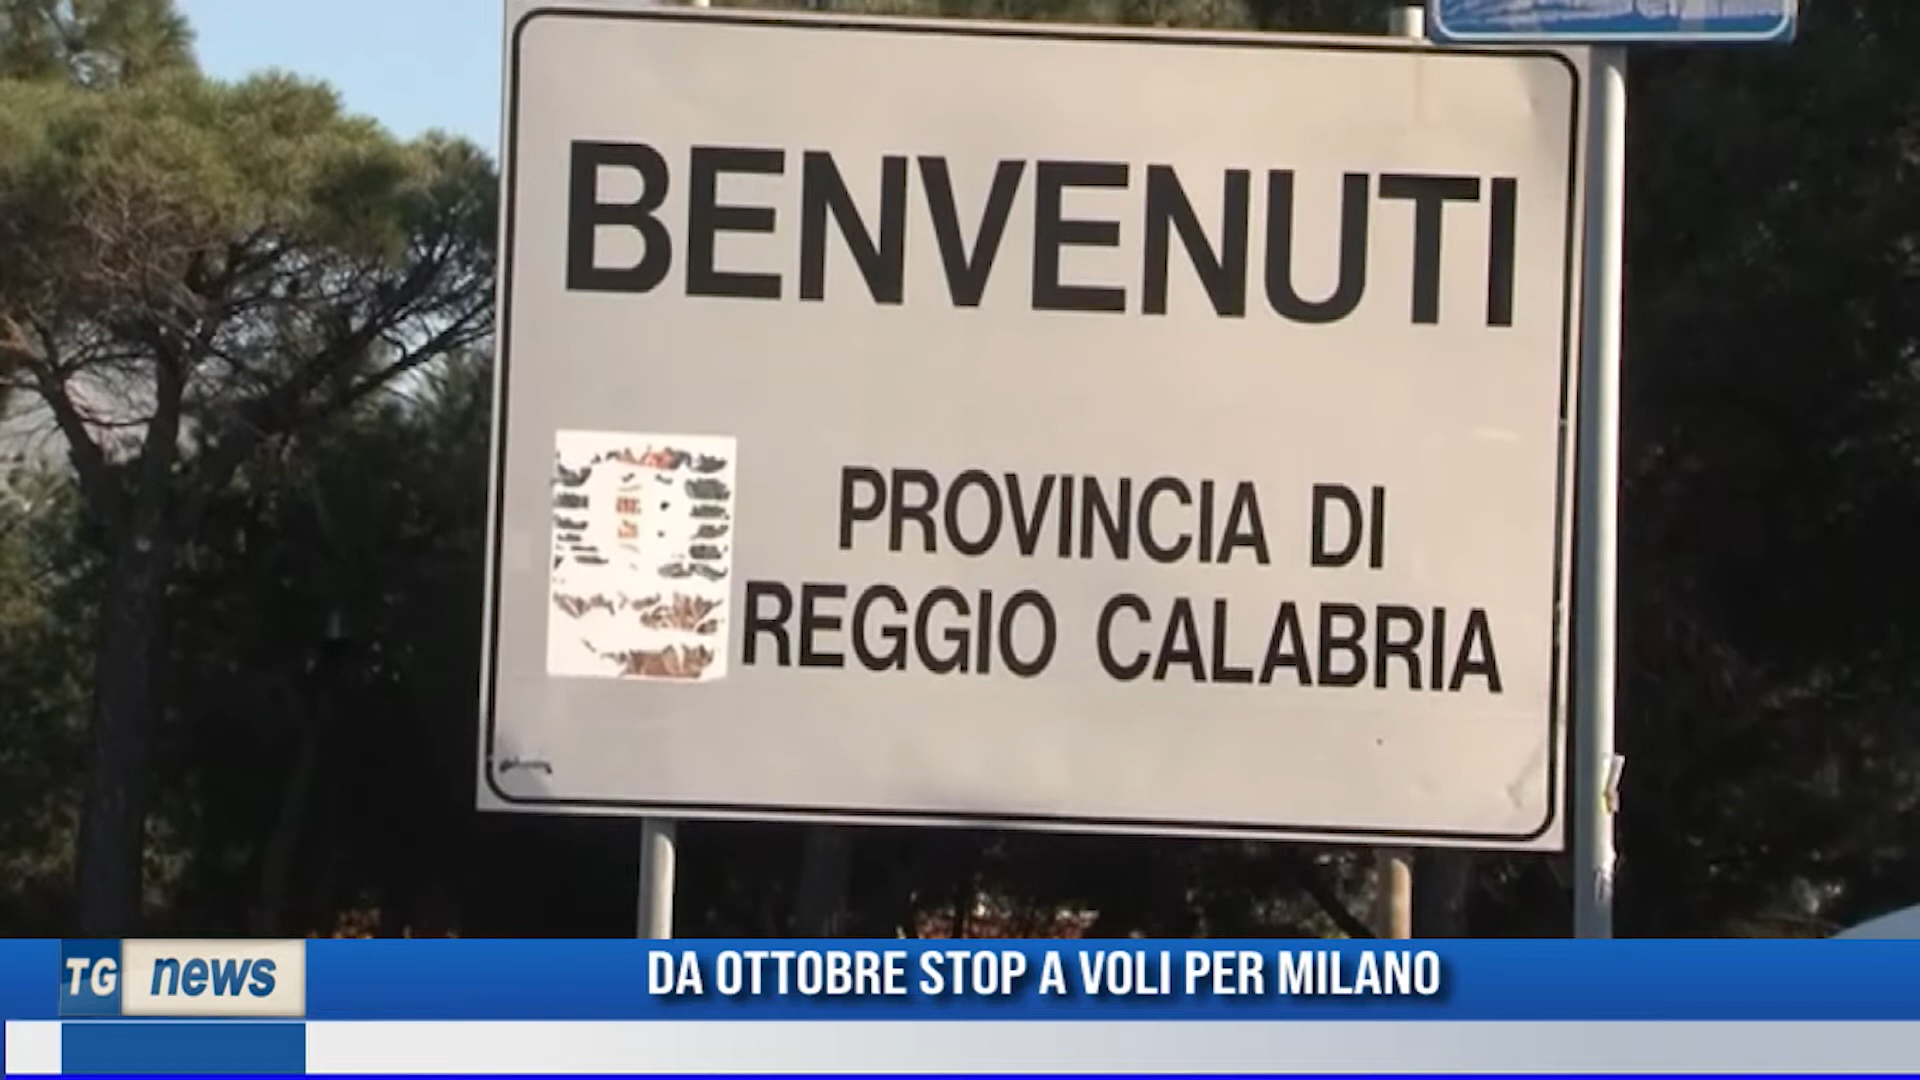 BENVENUTI
PROVINCIA DI
REGGIO CALABRIA
TG news
DA OTTOBRE STOP A VOLI PER MILANO